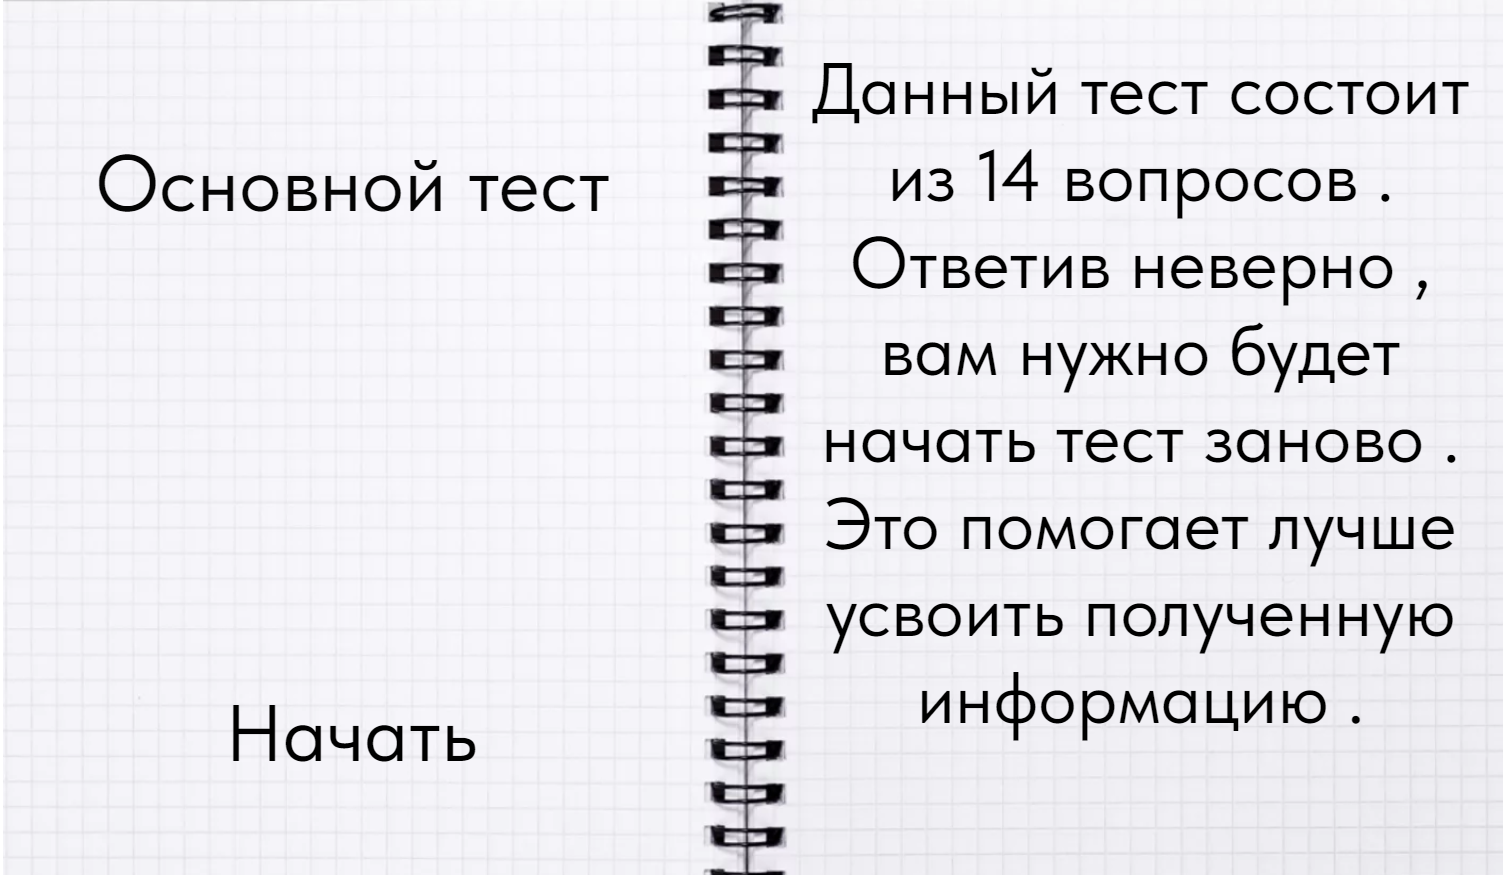 Основной тест
Начать
Данный тест состоит
из 14 вопросов .
Ответив неверно ,
вам нужно будет
начать тест заново .
Это помогает лучше
усвоить полученную
информацию .